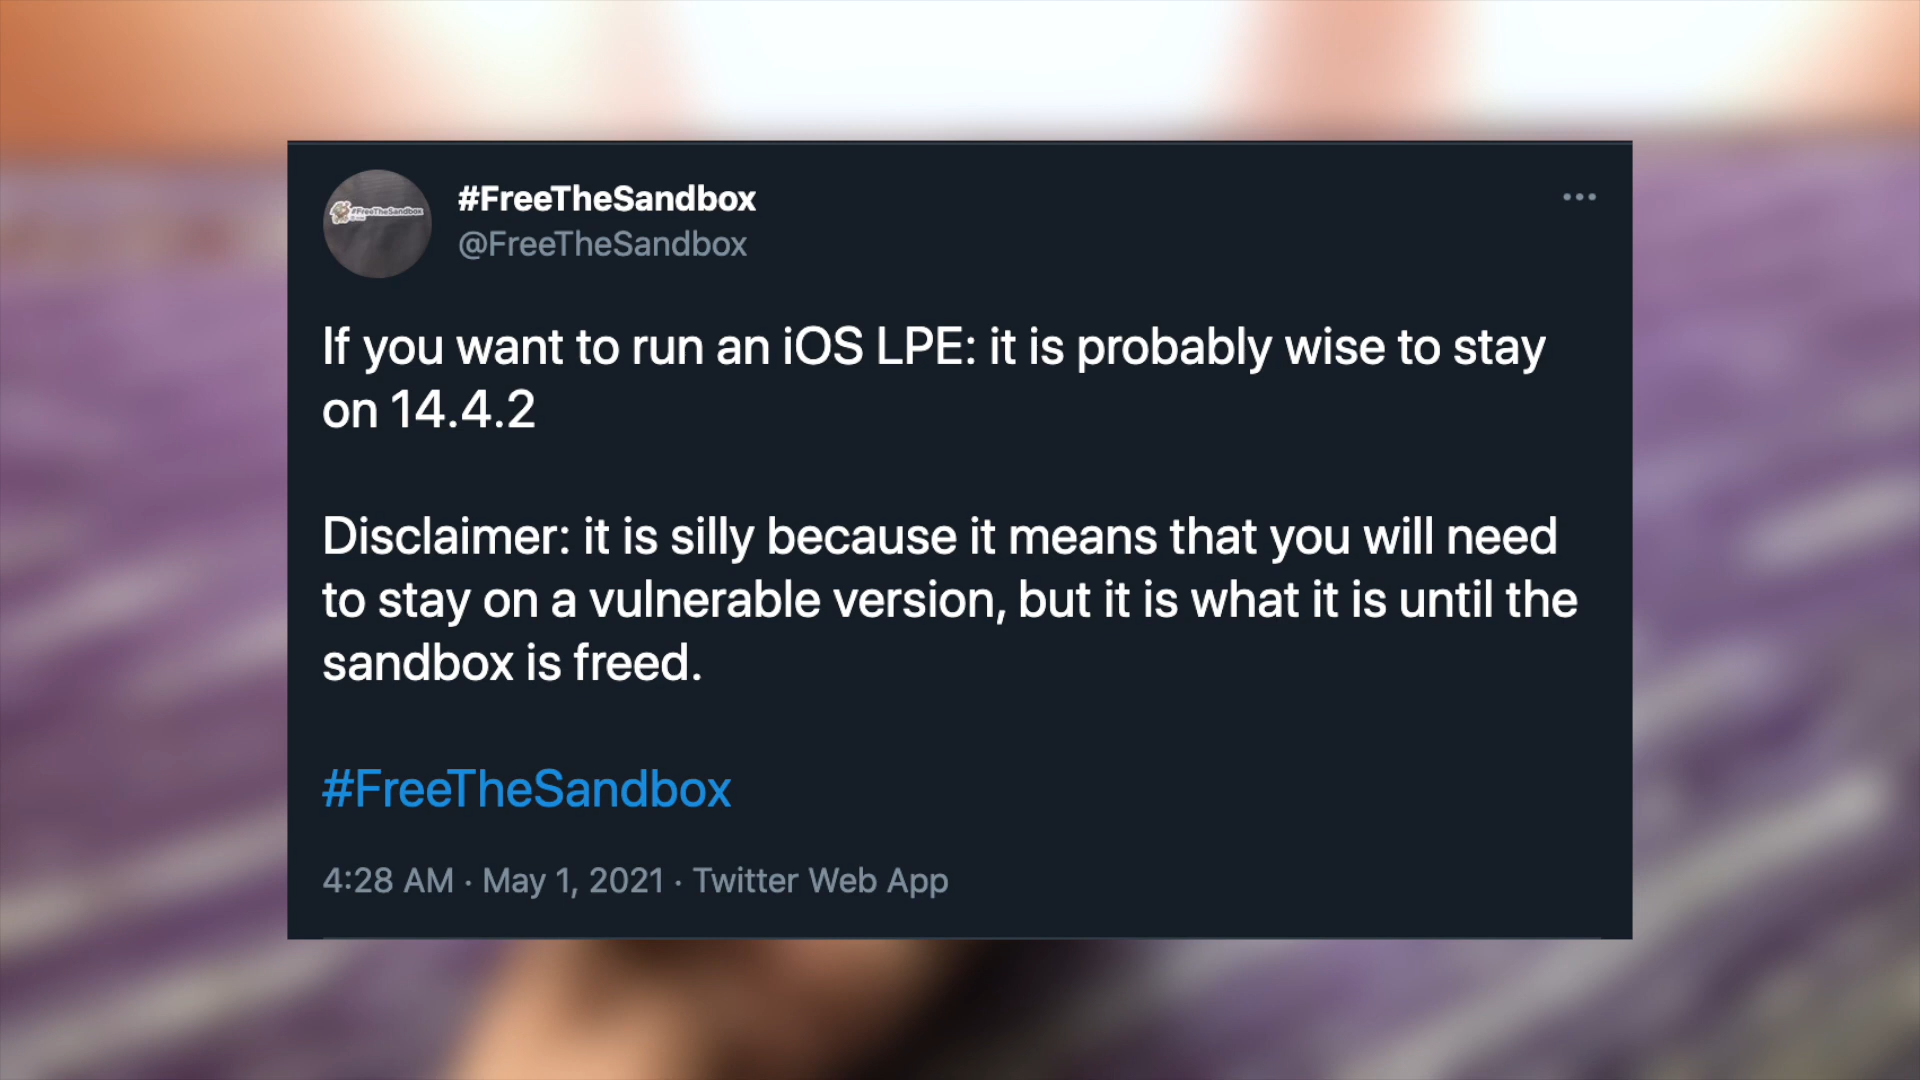 #FreeTheSandbox
#FreeTheSandbox
@FreeTheSandbox
If you want to run an iOS LPE: it is probably wise to stay
on 14.4.2
Disclaimer: it is silly because it means that you will need
to stay on a vulnerable version, but it is what it is until the
sandbox is freed.
#FreeTheSandbox
4:28 AM · May 1, 2021 · Twitter Web App